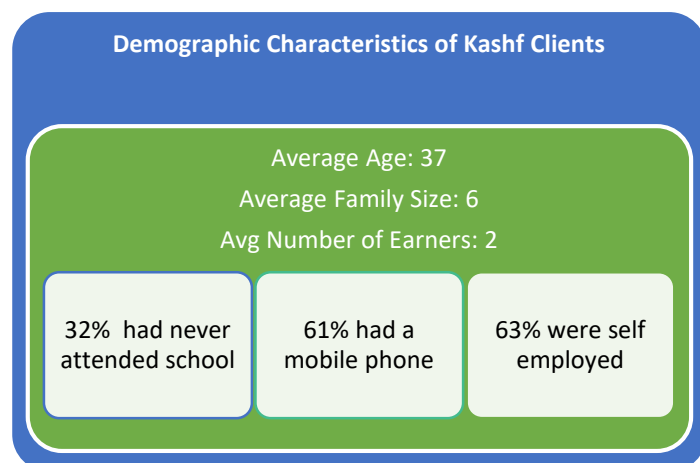 Demographic Characteristics of Kashf Clients
Average Age: 37
Average Family Size: 6
Avg Number of Earners: 2
32% had never
attended school
61% had a
mobile phone
63% were self
employed